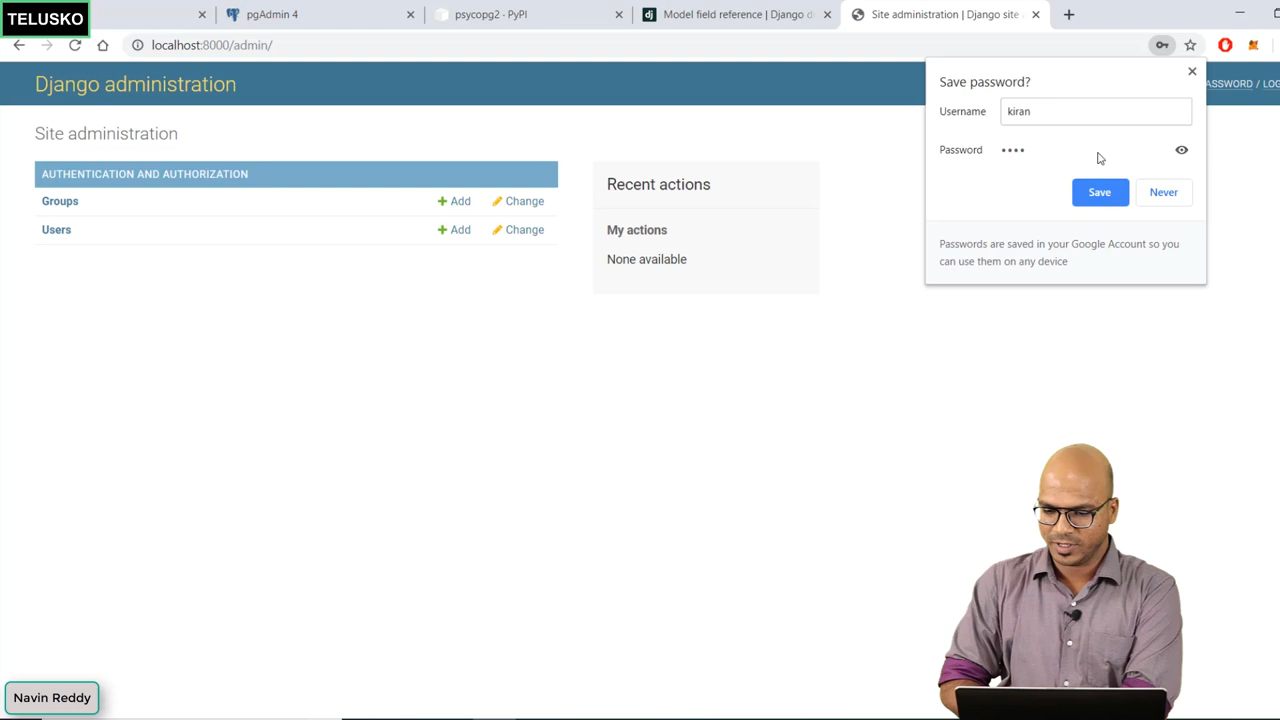 TELUSKO
pgAdmin 4
psycopg2 - PyPI
Model field reference | Django d
Site administration | Django site
localhost:8000/admin/
Django administration
ASSWORD / LOG
Site administration
AUTHENTICATION AND AUTHORIZATION
Groups
Add
Change
Users
Add
Change
Recent actions
My actions
None available
Save password?
Username
kiran
Password
••••
Save
Never
Passwords are saved in your Google Account so you
can use them on any device
Navin Reddy